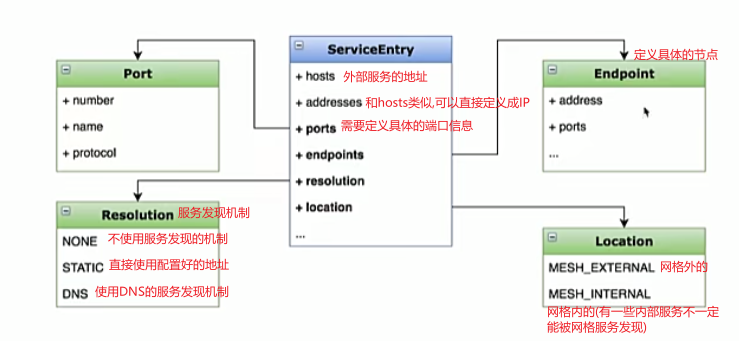 ServiceEntry
+ hosts 外部服务的地址
+ addresses 和hosts类似,可以直接定义成IP
+ ports 需要定义具体的端口信息
+ endpoints
+ resolution
+ location
...
Port
+ number
+ name
+ protocol
定义具体的节点
Endpoint
+ address
+ ports
...
Resolution 服务发现机制
NONE 不使用服务发现的机制
STATIC 直接使用配置好的地址
DNS 使用DNS的服务发现机制
Location
MESH_EXTERNAL 网格外的
MESH_INTERNAL
网格内的(有一些内部服务不一定
能被网格服务发现)